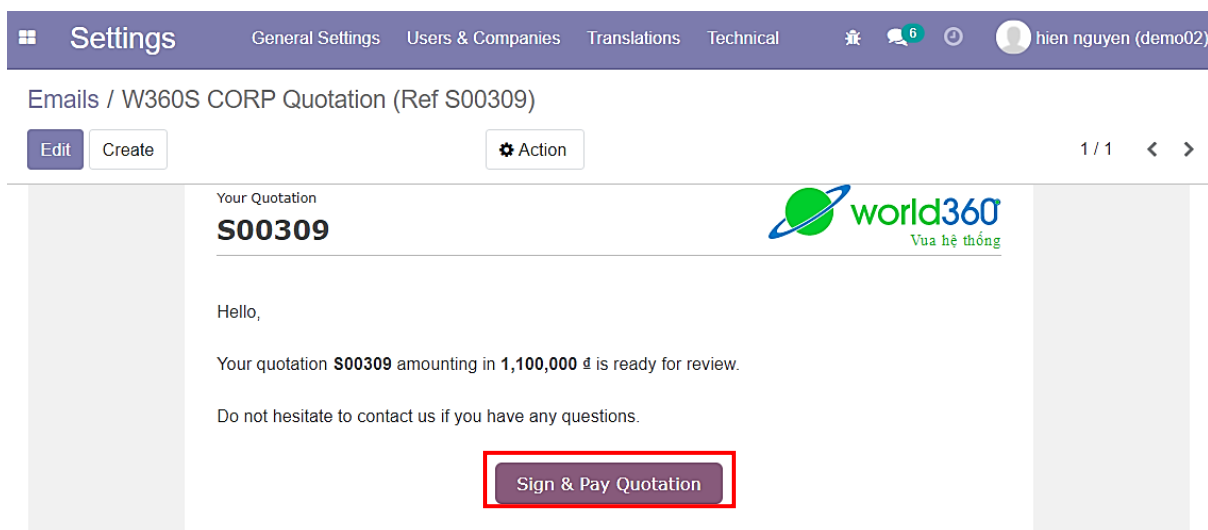 Settings General Settings Users & Companies Translations Technical 6 hien nguyen (demo02)
Emails / W360S CORP Quotation (Ref S00309)
Edit Create Action 1 / 1
Your Quotation
S00309
world360
Vua hệ thống
Hello,
Your quotation S00309 amounting in 1,100,000 ₫ is ready for review.
Do not hesitate to contact us if you have any questions.
Sign & Pay Quotation